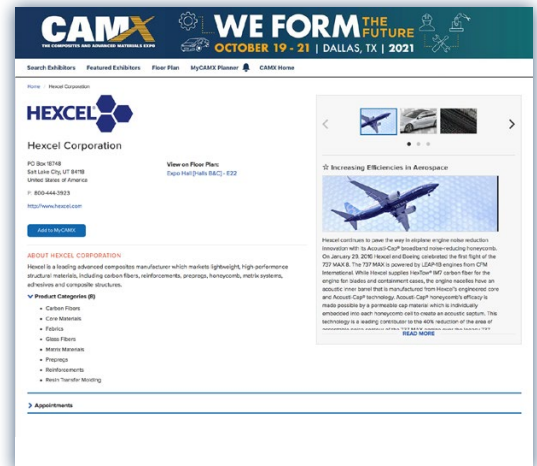 CAMX
THE COMPOSITES AND ADVANCED MATERIALS EXPO
WE FORM THE FUTURE
OCTOBER 19 - 21 | DALLAS, TX | 2021
Search Exhibitors Featured Exhibitors Floor Plan MyCAMX Planner CAMX Home
Home / Hexcel Corporation
HEXCEL
Hexcel Corporation
PO Box 18748
Salt Lake City, UT 84118
United States of America
P: 800-444-3923
http://www.hexcel.com
View on Floor Plan:
Expo Hall [Halls B&C] - E22
Add to MyCAMX
ABOUT HEXCEL CORPORATION
Hexcel is a leading advanced composites manufacturer which markets lightweight, high-performance
structural materials, including carbon fibers, reinforcements, prepregs, honeycomb, matrix systems,
adhesives and composite structures.
Product Categories (8)
Carbon Fibers
Core Materials
Fabrics
Glass Fibers
Matrix Materials
Prepregs
Reinforcements
Resin Transfer Molding
Appointments
Increasing Efficiencies in Aerospace
Hexcel continues to pave the way in airplane engine noise reduction
innovation with its Acousti-Cap® broadband noise-reducing honeycomb.
On January 29, 2016 Hexcel and Boeing celebrated the first flight of the
737 MAX 8. The 737 MAX is powered by LEAP-1B engines from CFM
International. While Hexcel supplies HexTow® IM7 carbon fiber for the
engine fan blades and containment cases, the engine nacelles have an
acoustic inner barrel that is manufactured from Hexcel's engineered core
and Acousti-Cap® technology. Acousti-Cap® honeycomb's efficacy is
made possible by a permeable cap material which is individually
embedded into each honeycomb cell to create an acoustic septum. This
technology is a leading contributor to the 40% reduction of the area of
READ MORE